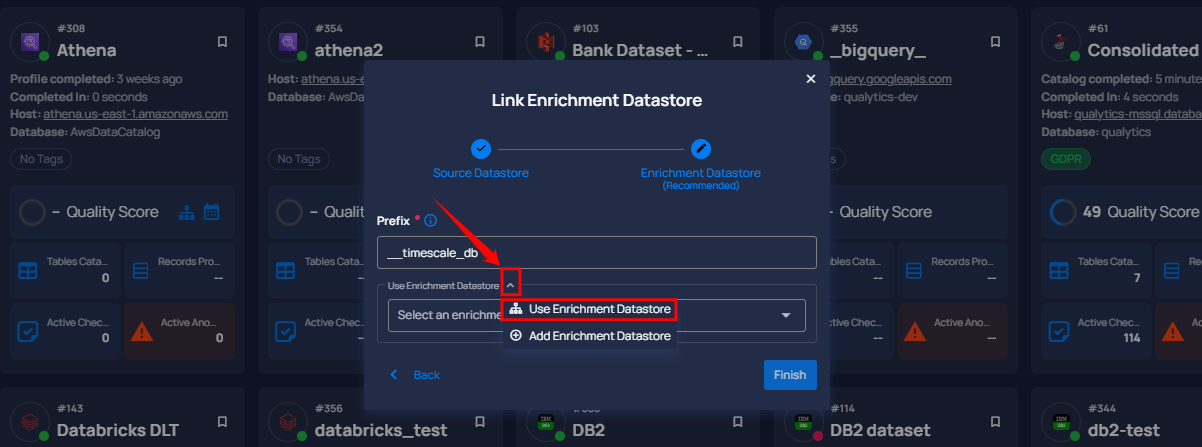 #308
Athena
Profile completed: 3 weeks ago
Completed In: 0 seconds
Host: athena.us-east-1.amazonaws.com
Database: AwsDataCatalog
No Tags
– Quality Score
Tables Cata...
0
Records Pro...
--
Active Chec...
0
Active Ano...
0
#354
athena2
Host: athena.us-e
Database: AwsDa
No Tags
Tables Cata...
--
Active Chec...
--
#103
Bank Dataset - ...
#355
_bigquery_
gquery.googleapis.com
qualytics-dev
Quality Score
Records Pro...
--
Active Ano...
--
#61
Consolidated
Catalog completed: 5 minute
Completed In: 4 seconds
Host: qualytics-mssql.databa
Database: qualytics
GDPR
49 Quality Score
Tables Cata...
7
Active Chec...
114
Link Enrichment Datastore
Source Datastore
Enrichment Datastore
(Recommended)
Prefix *
__timescale_db
Use Enrichment Datastore
Select an enrichme
Use Enrichment Datastore
Add Enrichment Datastore
Back
Finish
#143
Databricks DLT
#356
databricks_test
DB2
#114
DB2 dataset
#344
db2-test